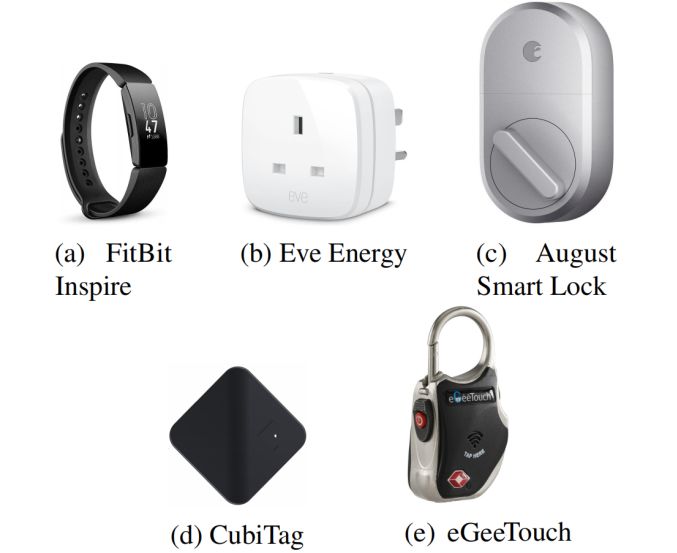 10
47
eve
(a) FitBit
Inspire
(b) Eve Energy
(c) August
Smart Lock
eGeeTouch
TAP HERE
(d) CubiTag
(e) eGeeTouch